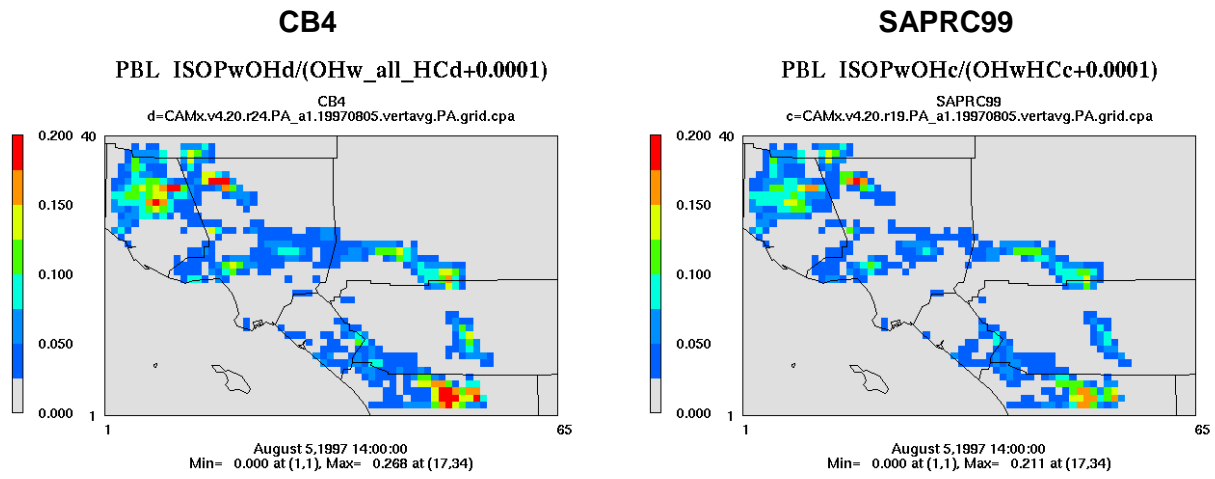 CB4
PBL ISOPwOHd/(OHw_all_HCd+0.0001)
CB4
d=CAMx.v4.20.r24.PA_a1.19970805.vertavg.PA.grid.cpa
0.200
0.150
0.100
0.050
0.000
40
1
1
65
August 5,1997 14:00:00
Min= 0.000 at (1,1), Max= 0.268 at (17,34)
SAPRC99
PBL ISOPwOHc/(OHwHCc+0.0001)
SAPRC99
c=CAMx.v4.20.r19.PA_a1.19970805.vertavg.PA.grid.cpa
0.200
0.150
0.100
0.050
0.000
40
1
1
65
August 5,1997 14:00:00
Min= 0.000 at (1,1), Max= 0.211 at (17,34)